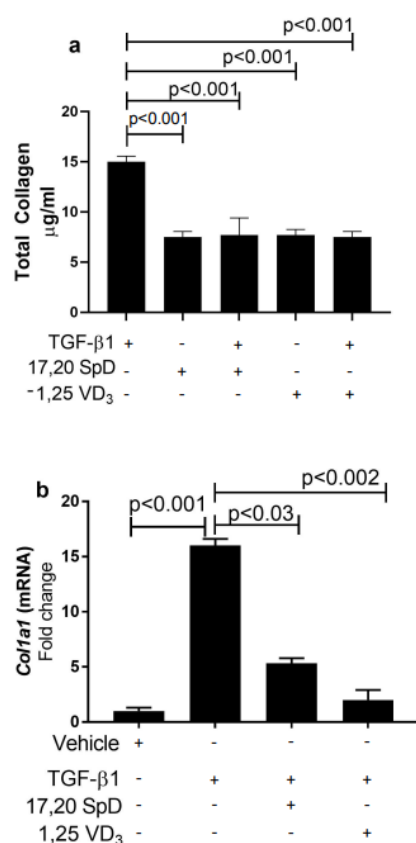 a
p<0.001
p<0.001
p<0.001
p<0.001
Total Collagen
µg/ml
20
15
10
5
0
TGF-β1 + - + - +
17,20 SpD - + + - -
-1,25 VD3 - - - + +
b
p<0.002
p<0.001
p<0.03
Col1a1 (mRNA)
Fold change
20
15
10
5
0
Vehicle + - - -
TGF-β1 - + + +
17,20 SpD - - + -
1,25 VD3 - - - +